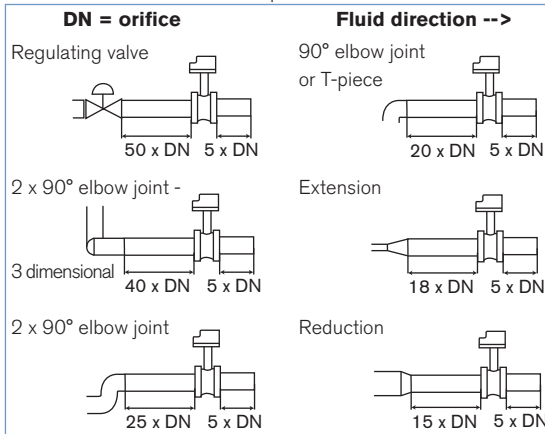 DN = orifice
Fluid direction -->
Regulating valve
50 x DN 5 x DN
90° elbow joint
or T-piece
20 x DN 5 x DN
2 x 90° elbow joint -
3 dimensional
40 x DN 5 x DN
Extension
18 x DN 5 x DN
2 x 90° elbow joint
25 x DN 5 x DN
Reduction
15 x DN 5 x DN